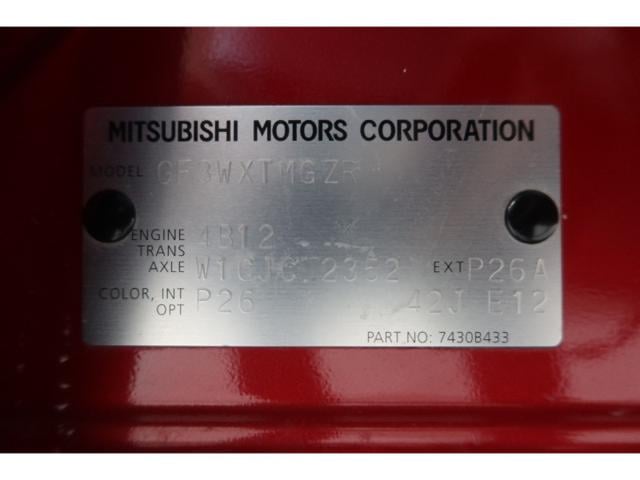 MITSUBISHI MOTORS CORPORATION
MODEL GF3WXTMGZR
ENGINE 4B12
TRANS
AXLE W1CJC 2352 EXT P26A
COLOR, INT P26 42J E12
OPT
PART NO: 7430B433